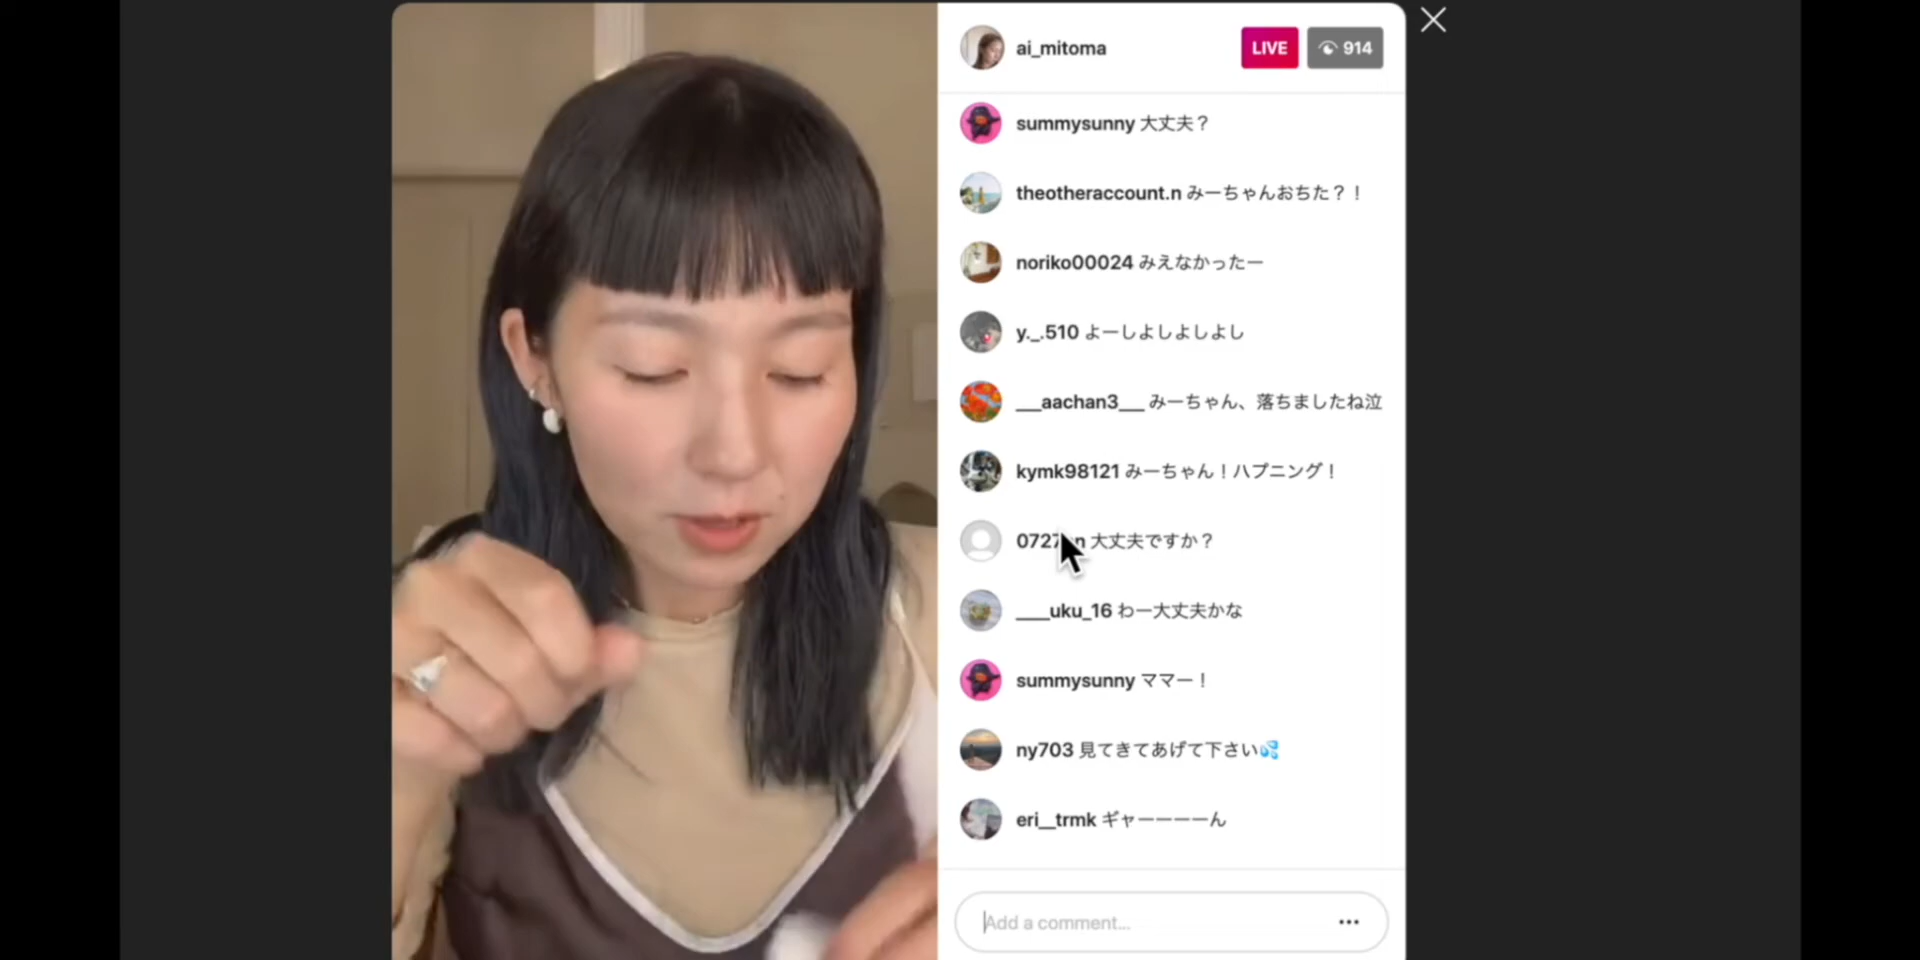 ai_mitoma
LIVE 914
summysunny 大丈夫？
theotheraccount.n みーちゃんおちた？！
noriko00024 みえなかったー
y._.510 よーしよしよしよし
___aachan3___ みーちゃん、落ちましたね泣
kymk98121 みーちゃん！ハプニング！
大丈夫ですか？
____uku_16 わー大丈夫かな
summysunny ママー！
ny703 見てきてあげて下さい💦
eri__trmk ギャーーーーん
Add a comment...